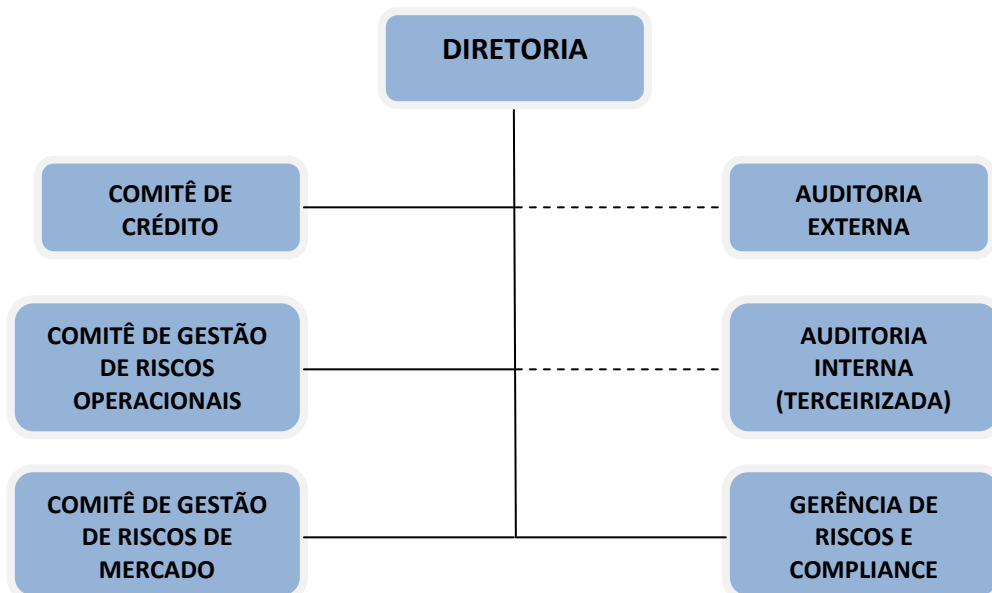 DIRETORIA
COMITÊ DE
CRÉDITO
AUDITORIA
EXTERNA
COMITÊ DE GESTÃO
DE RISCOS
OPERACIONAIS
AUDITORIA
INTERNA
(TERCEIRIZADA)
COMITÊ DE GESTÃO
DE RISCOS DE
MERCADO
GERÊNCIA DE
RISCOS E
COMPLIANCE